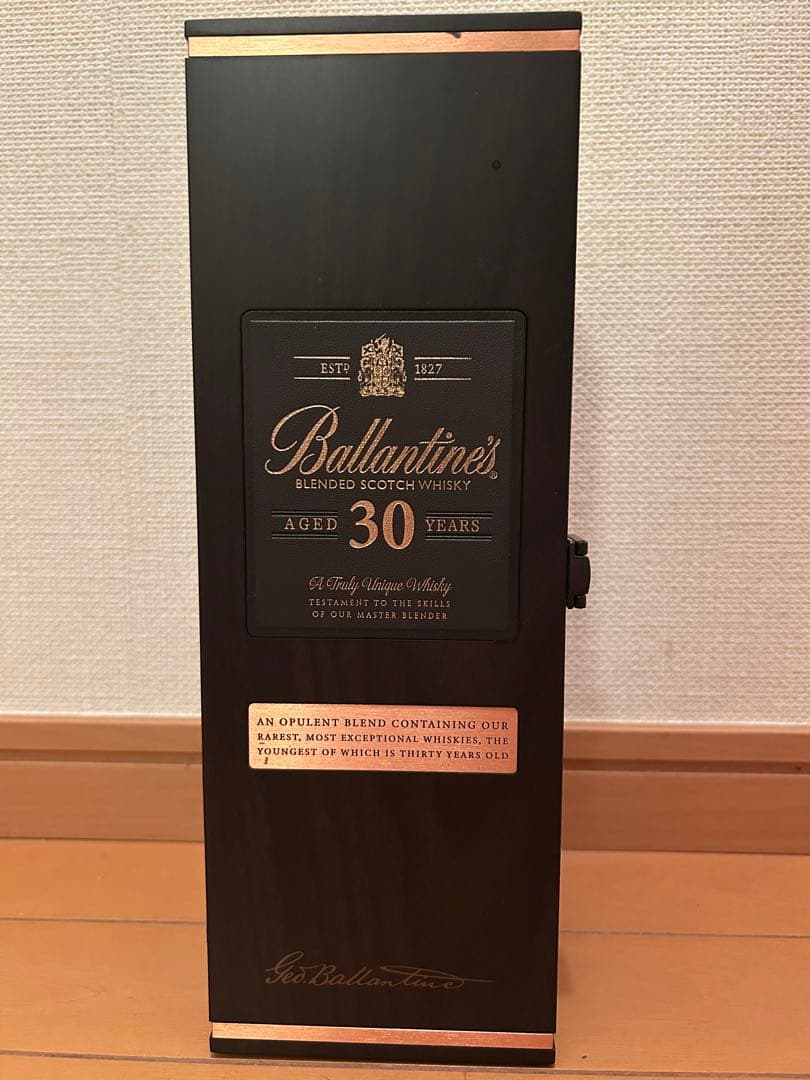 ESTD 1827
Ballantine's®
BLENDED SCOTCH WHISKY
AGED 30 YEARS
A Truly Unique Whisky
TESTAMENT TO THE SKILLS
OF OUR MASTER BLENDER
AN OPULENT BLEND CONTAINING OUR
RAREST, MOST EXCEPTIONAL WHISKIES, THE
YOUNGEST OF WHICH IS THIRTY YEARS OLD
Geo. Ballantine